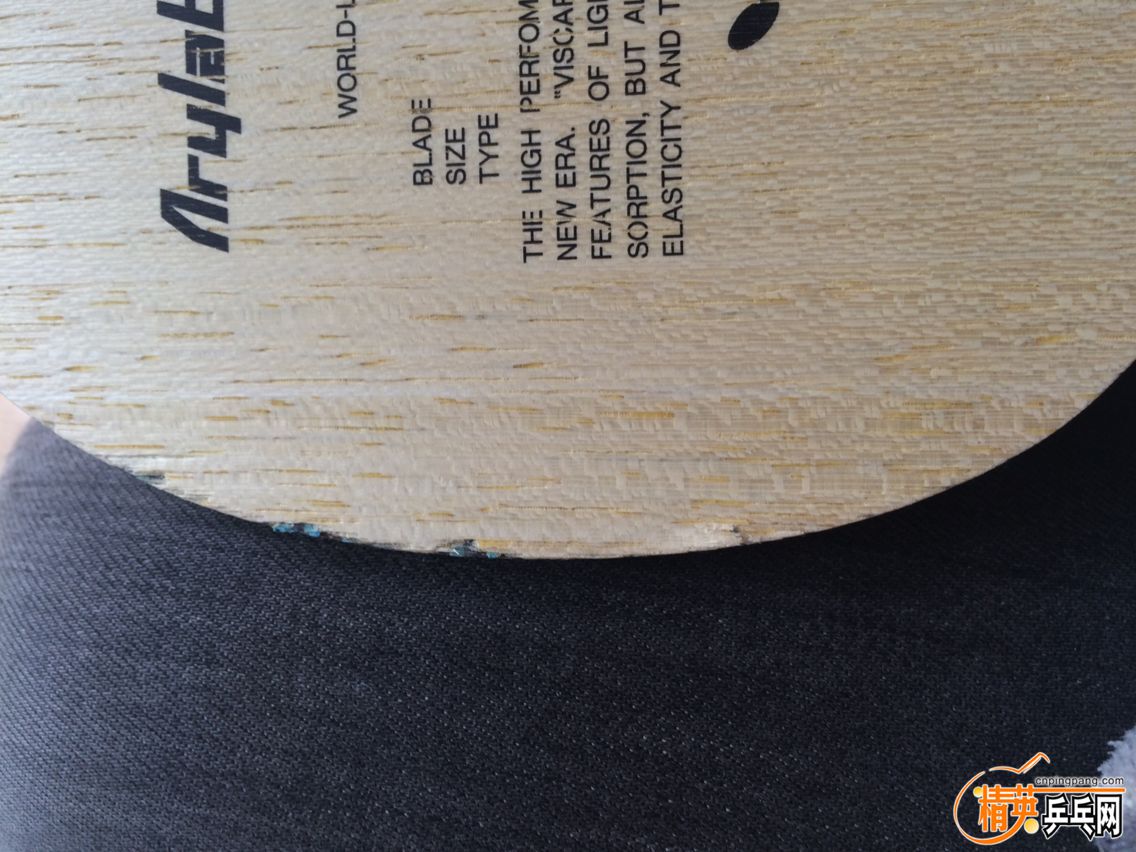 Aryla
WORLD-
BLADE
SIZE
TYPE
THE HIGH PERFOM
NEW ERA. "VISCAR
FEATURES OF LIG
SORPTION, BUT A
ELASTICITY AND T
cnpingpang.com
精英乒乓网